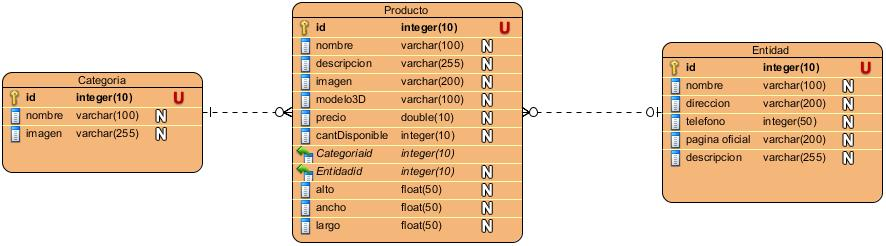 Categoria
id integer(10) U
nombre varchar(100) N
imagen varchar(255) N
Producto
id integer(10) U
nombre varchar(100) N
descripcion varchar(255) N
imagen varchar(200) N
modelo3D varchar(100) N
precio double(10) N
cantDisponible integer(10) N
Categoriaid integer(10)
Entidadid integer(10) N
alto float(50) N
ancho float(50) N
largo float(50) N
Entidad
id integer(10) U
nombre varchar(100) N
direccion varchar(200) N
telefono integer(50) N
pagina oficial varchar(200) N
descripcion varchar(255) N